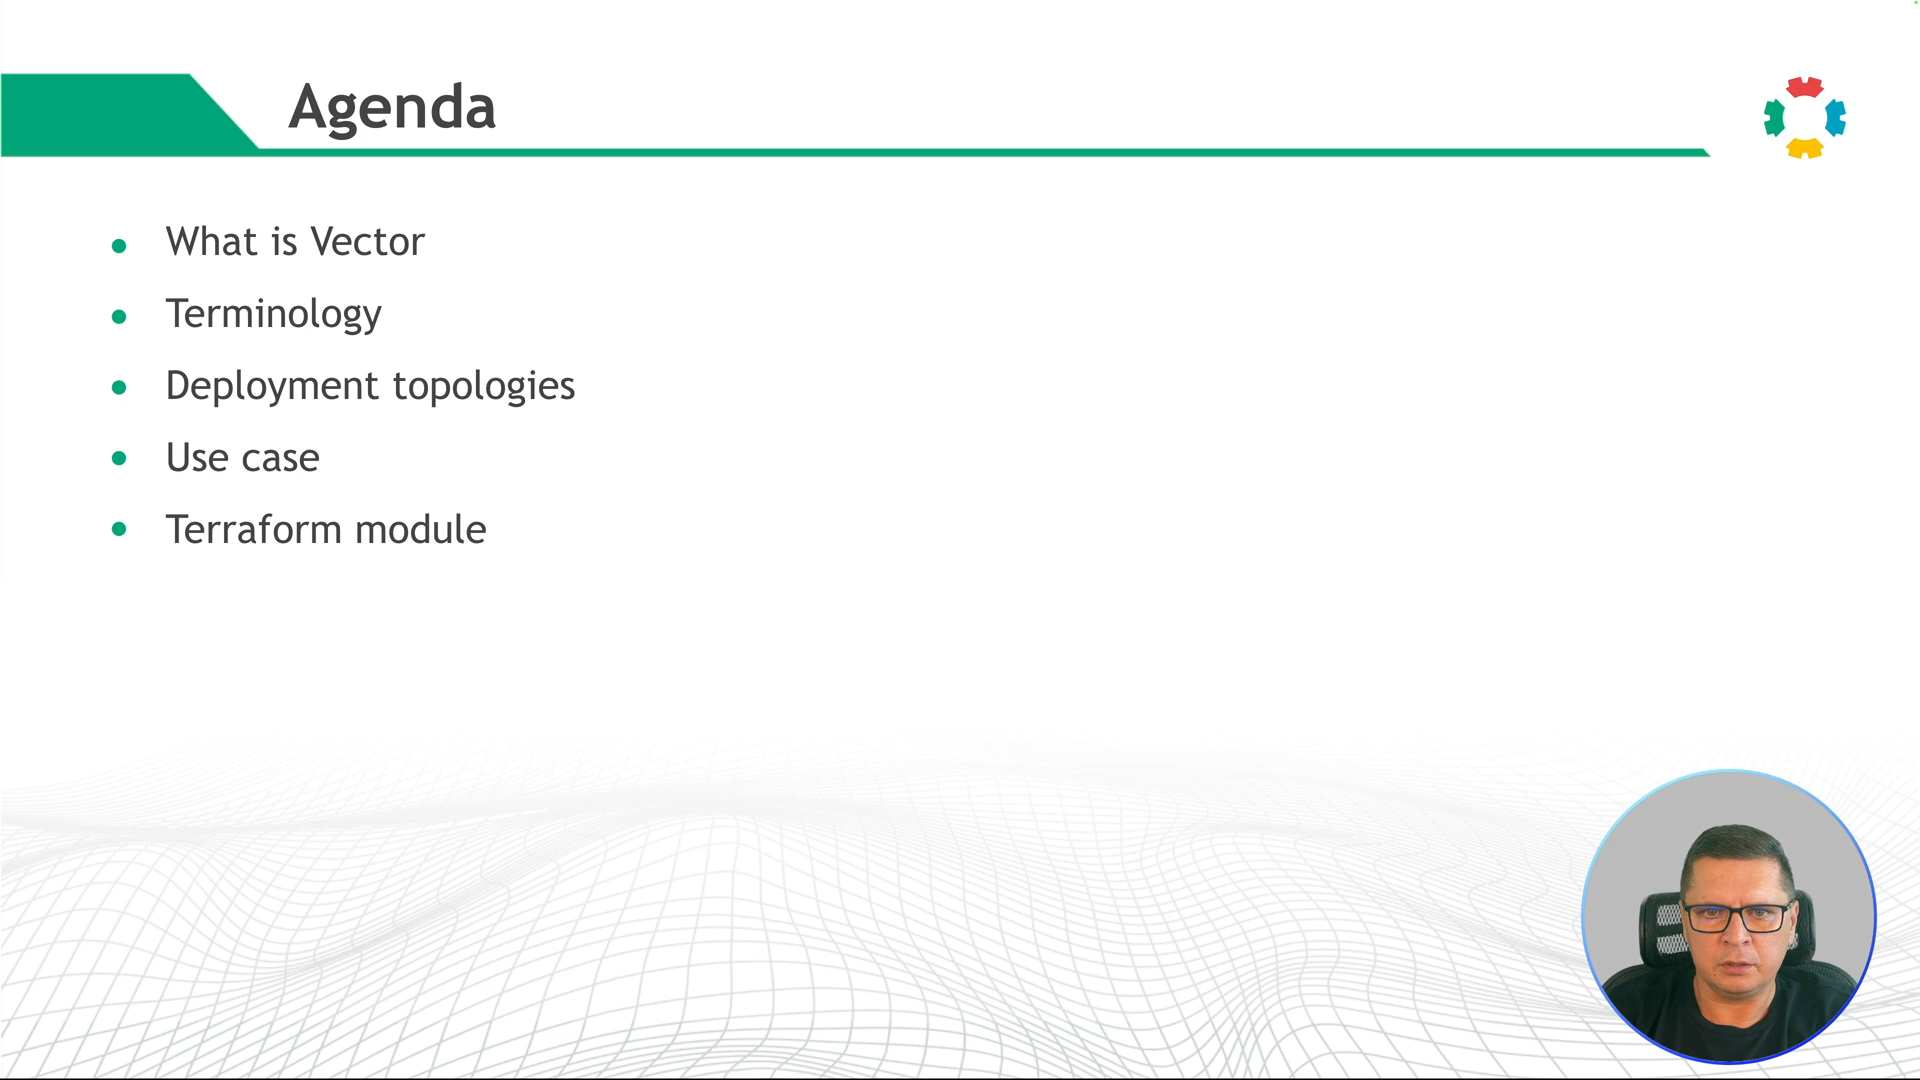 Agenda
What is Vector
Terminology
Deployment topologies
Use case
Terraform module